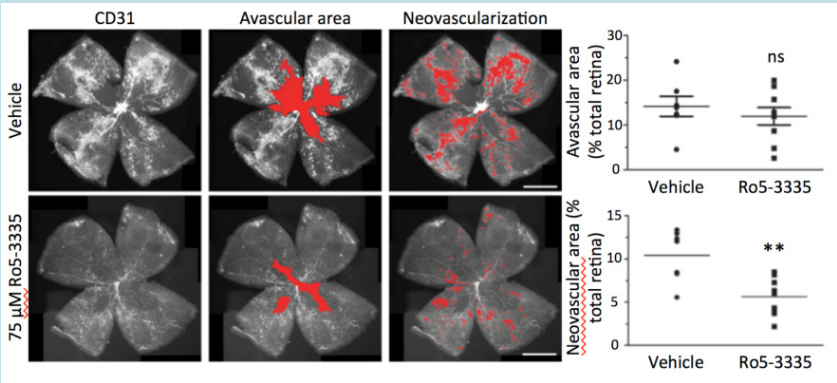 CD31
Avascular area
Neovascularization
Vehicle
75 µM Ro5-3335
Avascular area
(% total retina)
30
20
10
0
ns
Vehicle
Ro5-3335
Neovascular area (%
total retina)
15
10
5
0
**
Vehicle
Ro5-3335